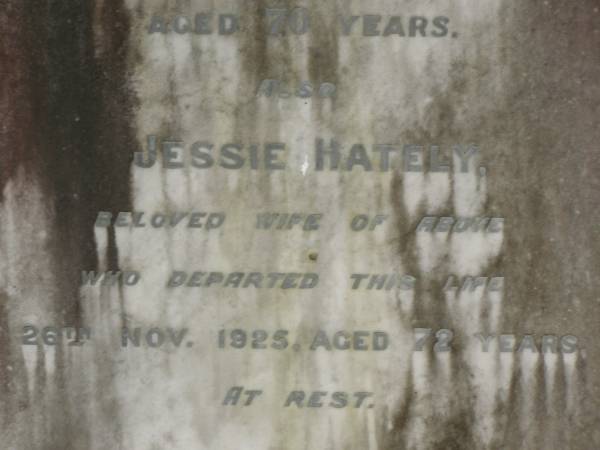 AGED 70 YEARS.
ALSO
JESSIE HATELY,
BELOVED WIFE OF ABOVE
WHO DEPARTED THIS LIFE
26TH NOV. 1925. AGED 72 YEARS.
AT REST.